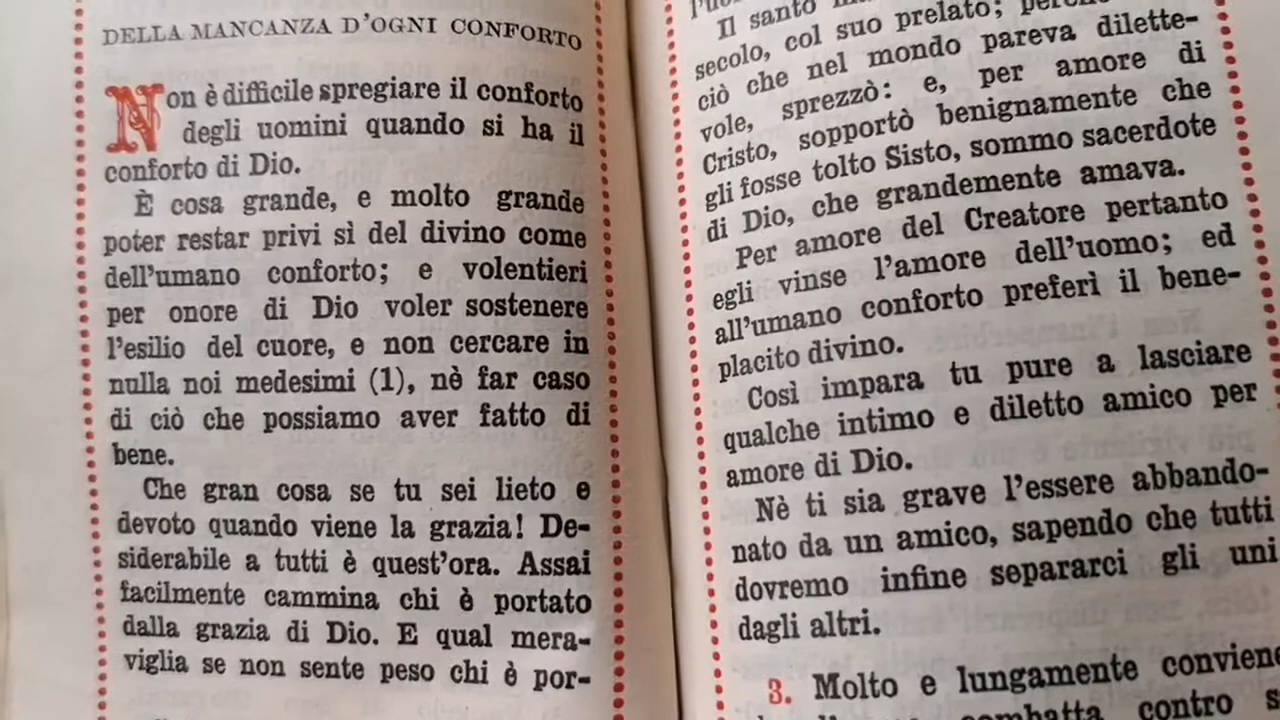 DELLA MANCANZA D'OGNI CONFORTO
Non è difficile spregiare il conforto
degli uomini quando si ha il
conforto di Dio.
È cosa grande, e molto grande
poter restar privi sì del divino come
dell'umano conforto; e volentieri
per onore di Dio voler sostenere
l'esilio del cuore, e non cercare in
nulla noi medesimi (1), nè far caso
di ciò che possiamo aver fatto di
bene.
Che gran cosa se tu sei lieto e
devoto quando viene la grazia! De-
siderabile a tutti è quest'ora. Assai
facilmente cammina chi è portato
dalla grazia di Dio. E qual mera-
viglia se non sente peso chi è por-
Il santo
secolo, col suo prelato;
ciò che nel mondo pareva dilette-
vole, sprezzò: e, per amore di
Cristo, sopportò benignamente che
gli fosse tolto Sisto, sommo sacerdote
di Dio, che grandemente amava.
Per amore del Creatore pertanto
egli vinse l'amore dell'uomo; ed
all'umano conforto preferì il bene-
placito divino.
Così impara tu pure a lasciare
qualche intimo e diletto amico per
amore di Dio.
Nè ti sia grave l'essere abbando-
nato da un amico, sapendo che tutti
dovremo infine separarci gli uni
dagli altri.
3. Molto e lungamente conviene
combatta contro